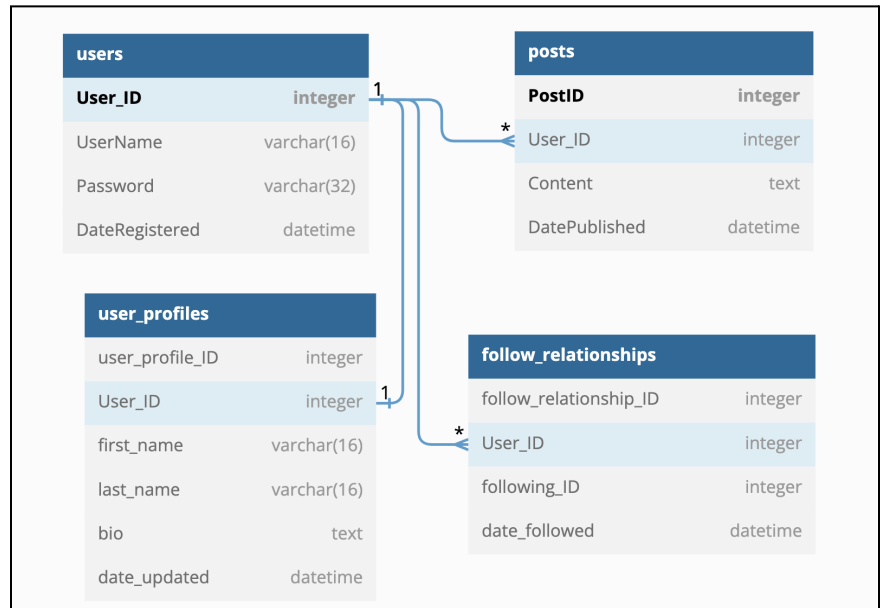 users
User_ID integer
UserName varchar(16)
Password varchar(32)
DateRegistered datetime
1
*
posts
PostID integer
User_ID integer
Content text
DatePublished datetime
user_profiles
user_profile_ID integer
User_ID integer
first_name varchar(16)
last_name varchar(16)
bio text
date_updated datetime
1
*
follow_relationships
follow_relationship_ID integer
User_ID integer
following_ID integer
date_followed datetime